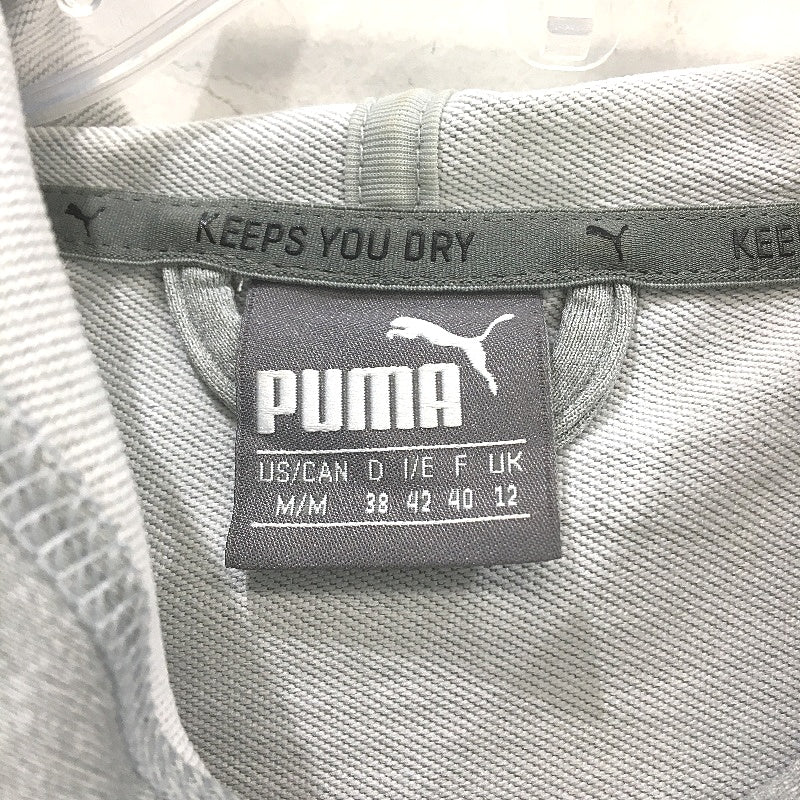 KEEPS YOU DRY KEE
PUMA
US/CAN D I/E F UK
M/M 38 42 40 12